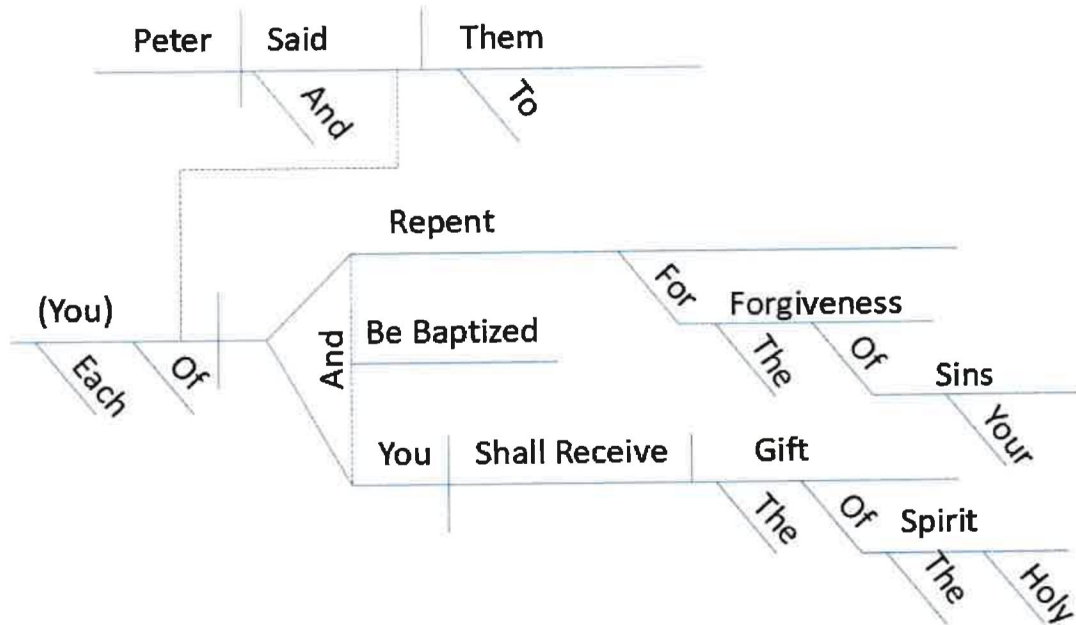 Peter Said Them
And To
Repent
(You) For Forgiveness
Each Of And Be Baptized The Of Sins
Your
You Shall Receive Gift
The Of Spirit
The Holy